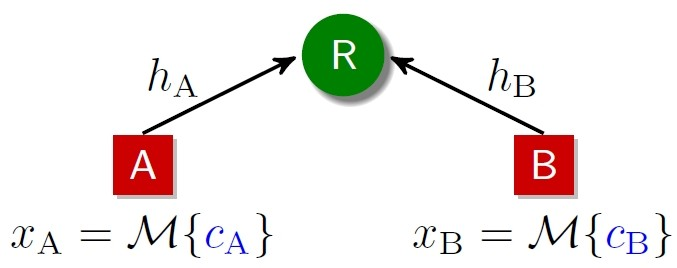 R
h_A h_B
A B
x_A = ℳ{c_A} x_B = ℳ{c_B}